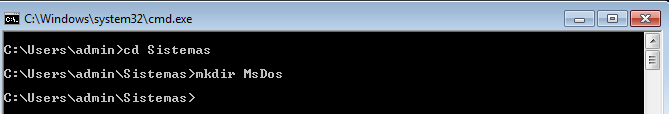 C:\Windows\system32\cmd.exe
C:\Users\admin>cd Sistemas
C:\Users\admin\Sistemas>mkdir MsDos
C:\Users\admin\Sistemas>